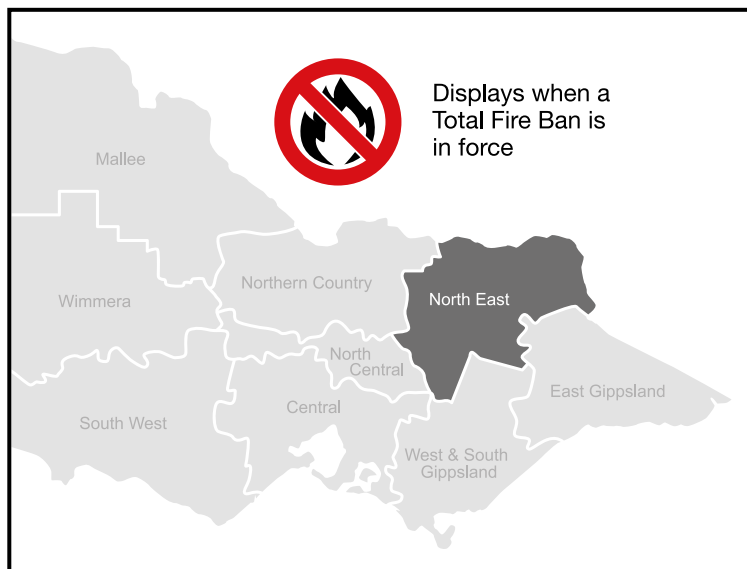 Displays when a
Total Fire Ban is
in force
Mallee
Northern Country
North East
Wimmera
North
Central
East Gippsland
Central
South West
West & South
Gippsland